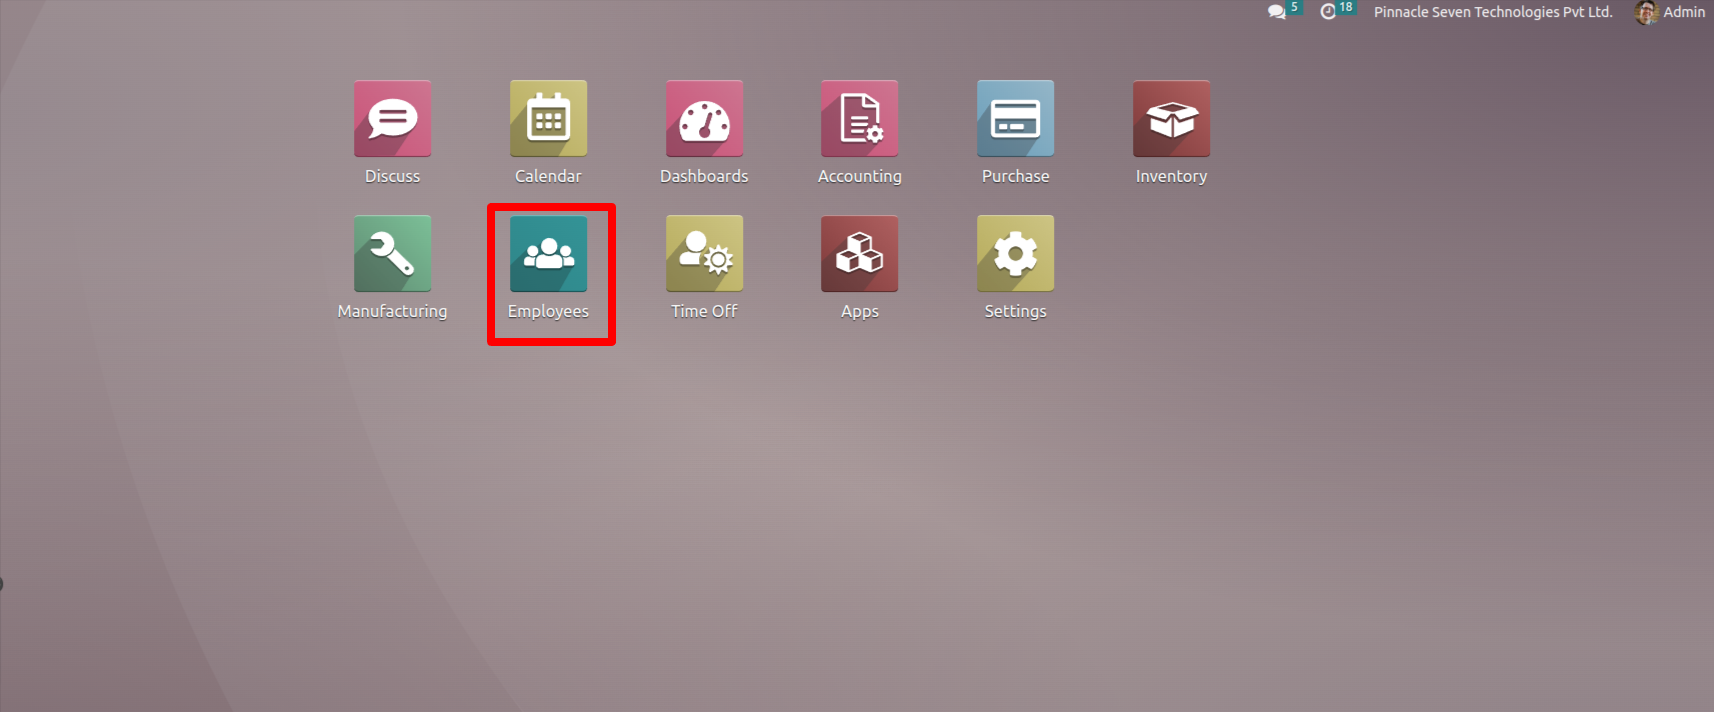 5 18 Pinnacle Seven Technologies Pvt Ltd. Admin
Discuss Calendar Dashboards Accounting Purchase Inventory
Manufacturing Employees Time Off Apps Settings